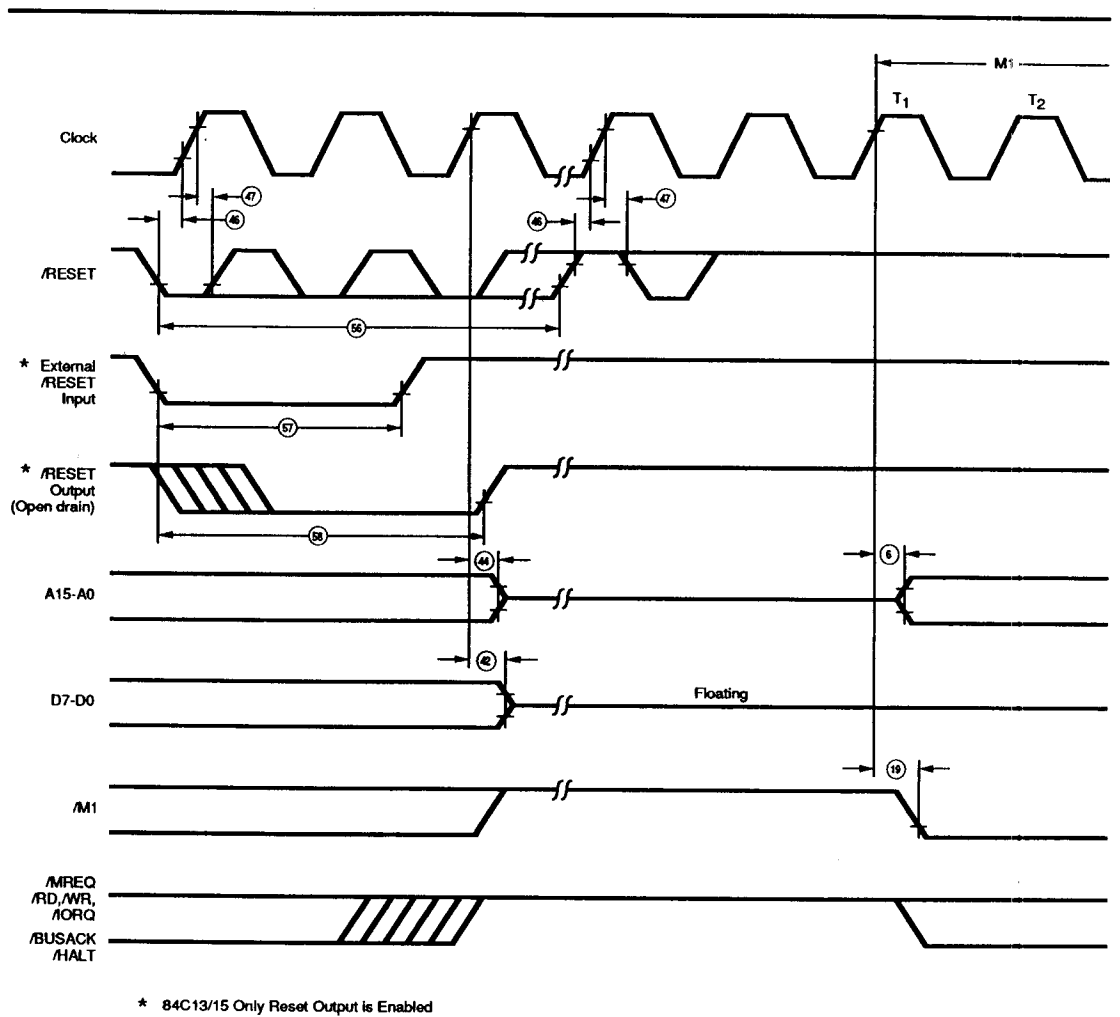 M1
T1
T2
Clock
47
46
46
47
/RESET
56
* External
/RESET
Input
57
* /RESET
Output
(Open drain)
58
44
6
A15-A0
42
D7-D0
Floating
19
/M1
/MREQ
/RD,/WR,
/IORQ
/BUSACK
/HALT
* 84C13/15 Only Reset Output is Enabled